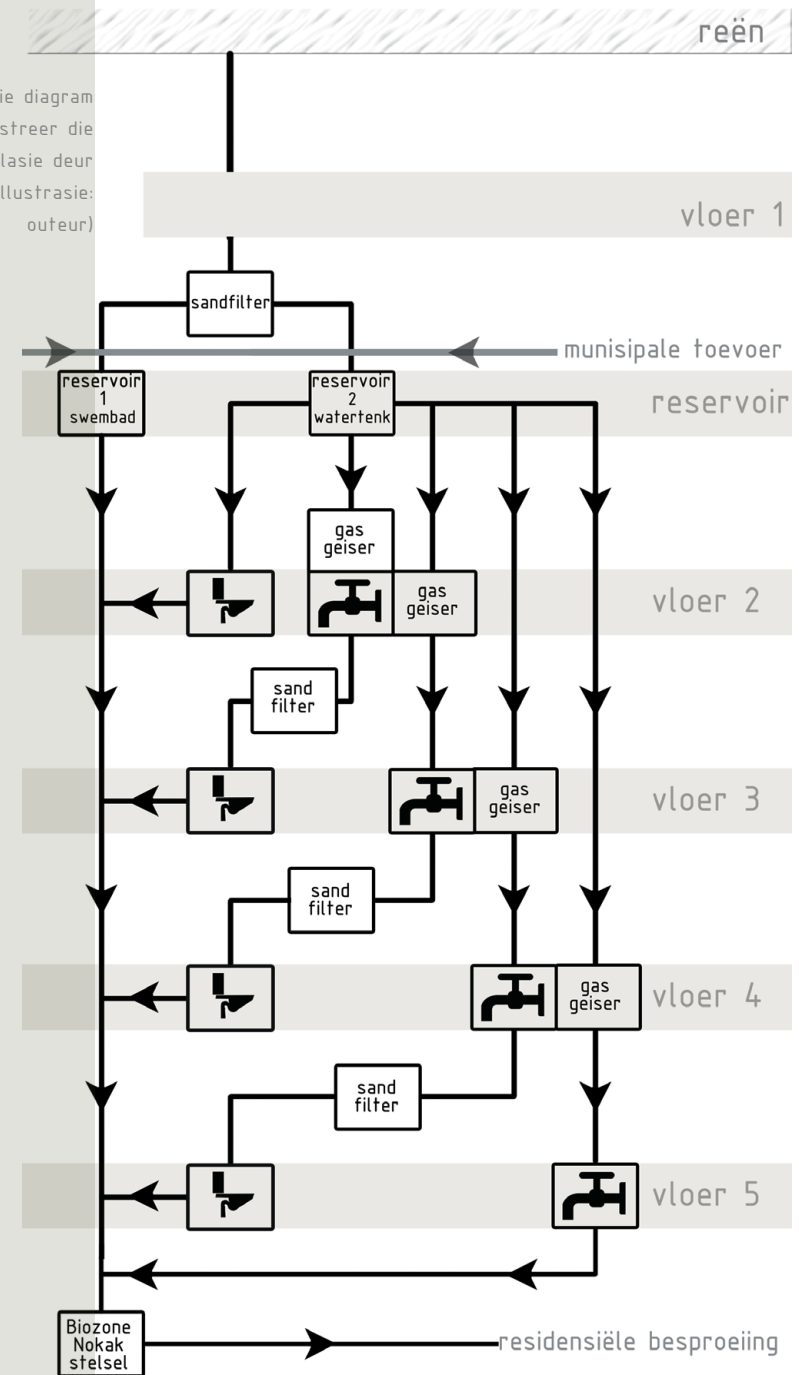 reën
ie diagram
streer die
lasie deur
llustrasie:
outeur)
vloer 1
sandfilter
munisipale toevoer
reservoir
1
swembad
reservoir
2
watertenk
reservoir
gas
geiser
gas
geiser
vloer 2
sand
filter
gas
geiser
vloer 3
sand
filter
gas
geiser
vloer 4
sand
filter
vloer 5
Biozone
Nokak
stelsel
residensiële besproeiing